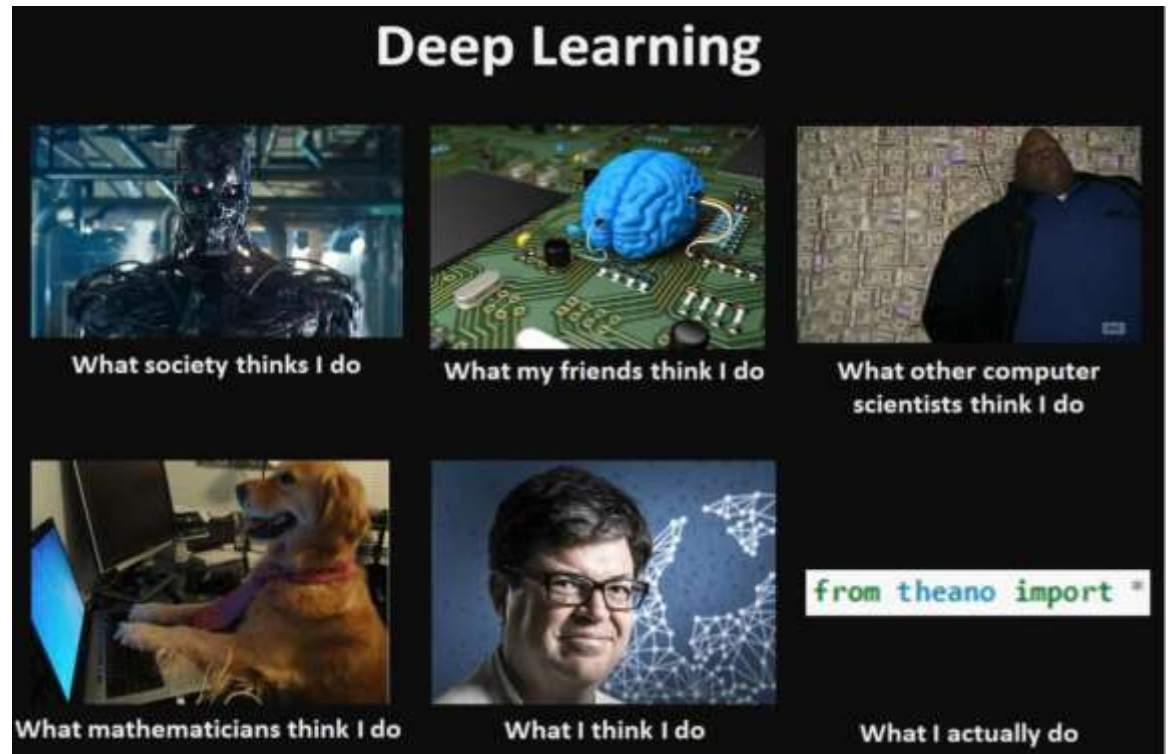 Deep Learning
What society thinks I do
What my friends think I do
What other computer
scientists think I do
What mathematicians think I do
What I think I do
from theano import *
What I actually do